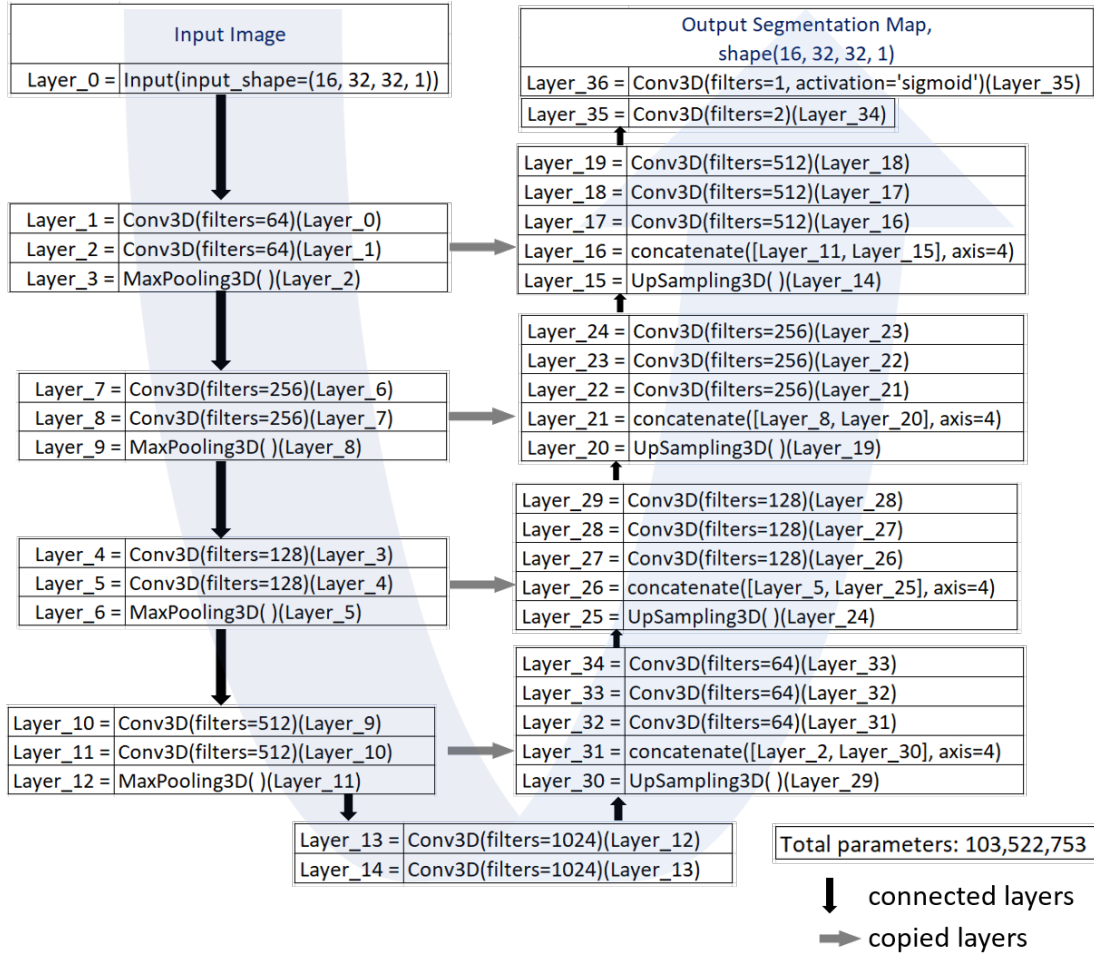 Input Image
Layer_0 = Input(input_shape=(16, 32, 32, 1))
Layer_1 = Conv3D(filters=64)(Layer_0)
Layer_2 = Conv3D(filters=64)(Layer_1)
Layer_3 = MaxPooling3D( )(Layer_2)
Layer_7 = Conv3D(filters=256)(Layer_6)
Layer_8 = Conv3D(filters=256)(Layer_7)
Layer_9 = MaxPooling3D( )(Layer_8)
Layer_4 = Conv3D(filters=128)(Layer_3)
Layer_5 = Conv3D(filters=128)(Layer_4)
Layer_6 = MaxPooling3D( )(Layer_5)
Layer_10 = Conv3D(filters=512)(Layer_9)
Layer_11 = Conv3D(filters=512)(Layer_10)
Layer_12 = MaxPooling3D( )(Layer_11)
Layer_13 = Conv3D(filters=1024)(Layer_12)
Layer_14 = Conv3D(filters=1024)(Layer_13)
Output Segmentation Map,
shape(16, 32, 32, 1)
Layer_36 = Conv3D(filters=1, activation='sigmoid')(Layer_35)
Layer_35 = Conv3D(filters=2)(Layer_34)
Layer_19 = Conv3D(filters=512)(Layer_18)
Layer_18 = Conv3D(filters=512)(Layer_17)
Layer_17 = Conv3D(filters=512)(Layer_16)
Layer_16 = concatenate([Layer_11, Layer_15], axis=4)
Layer_15 = UpSampling3D( )(Layer_14)
Layer_24 = Conv3D(filters=256)(Layer_23)
Layer_23 = Conv3D(filters=256)(Layer_22)
Layer_22 = Conv3D(filters=256)(Layer_21)
Layer_21 = concatenate([Layer_8, Layer_20], axis=4)
Layer_20 = UpSampling3D( )(Layer_19)
Layer_29 = Conv3D(filters=128)(Layer_28)
Layer_28 = Conv3D(filters=128)(Layer_27)
Layer_27 = Conv3D(filters=128)(Layer_26)
Layer_26 = concatenate([Layer_5, Layer_25], axis=4)
Layer_25 = UpSampling3D( )(Layer_24)
Layer_34 = Conv3D(filters=64)(Layer_33)
Layer_33 = Conv3D(filters=64)(Layer_32)
Layer_32 = Conv3D(filters=64)(Layer_31)
Layer_31 = concatenate([Layer_2, Layer_30], axis=4)
Layer_30 = UpSampling3D( )(Layer_29)
Total parameters: 103,522,753
connected layers
copied layers